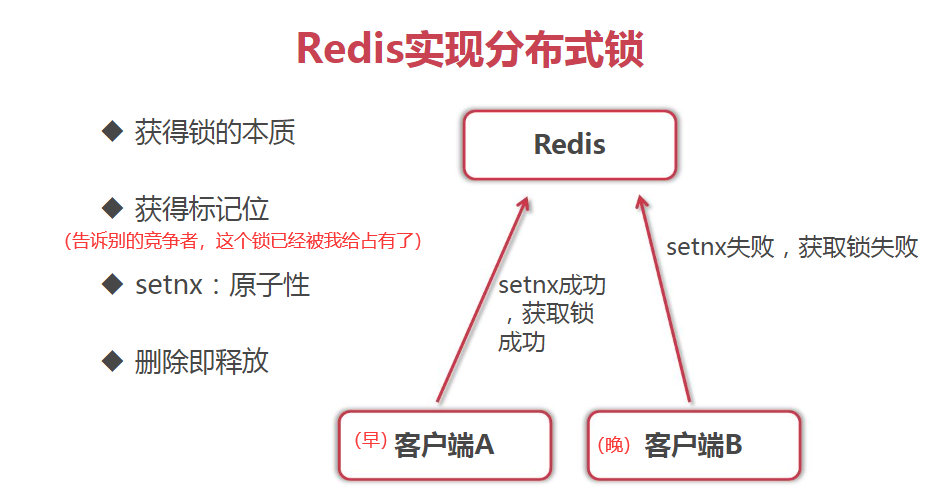 Redis实现分布式锁
◆ 获得锁的本质
◆ 获得标记位
（告诉别的竞争者，这个锁已经被我给占有了）
◆ setnx：原子性
◆ 删除即释放
Redis
setnx成功
，获取锁
成功
setnx失败，获取锁失败
（早）客户端A
（晚）客户端B